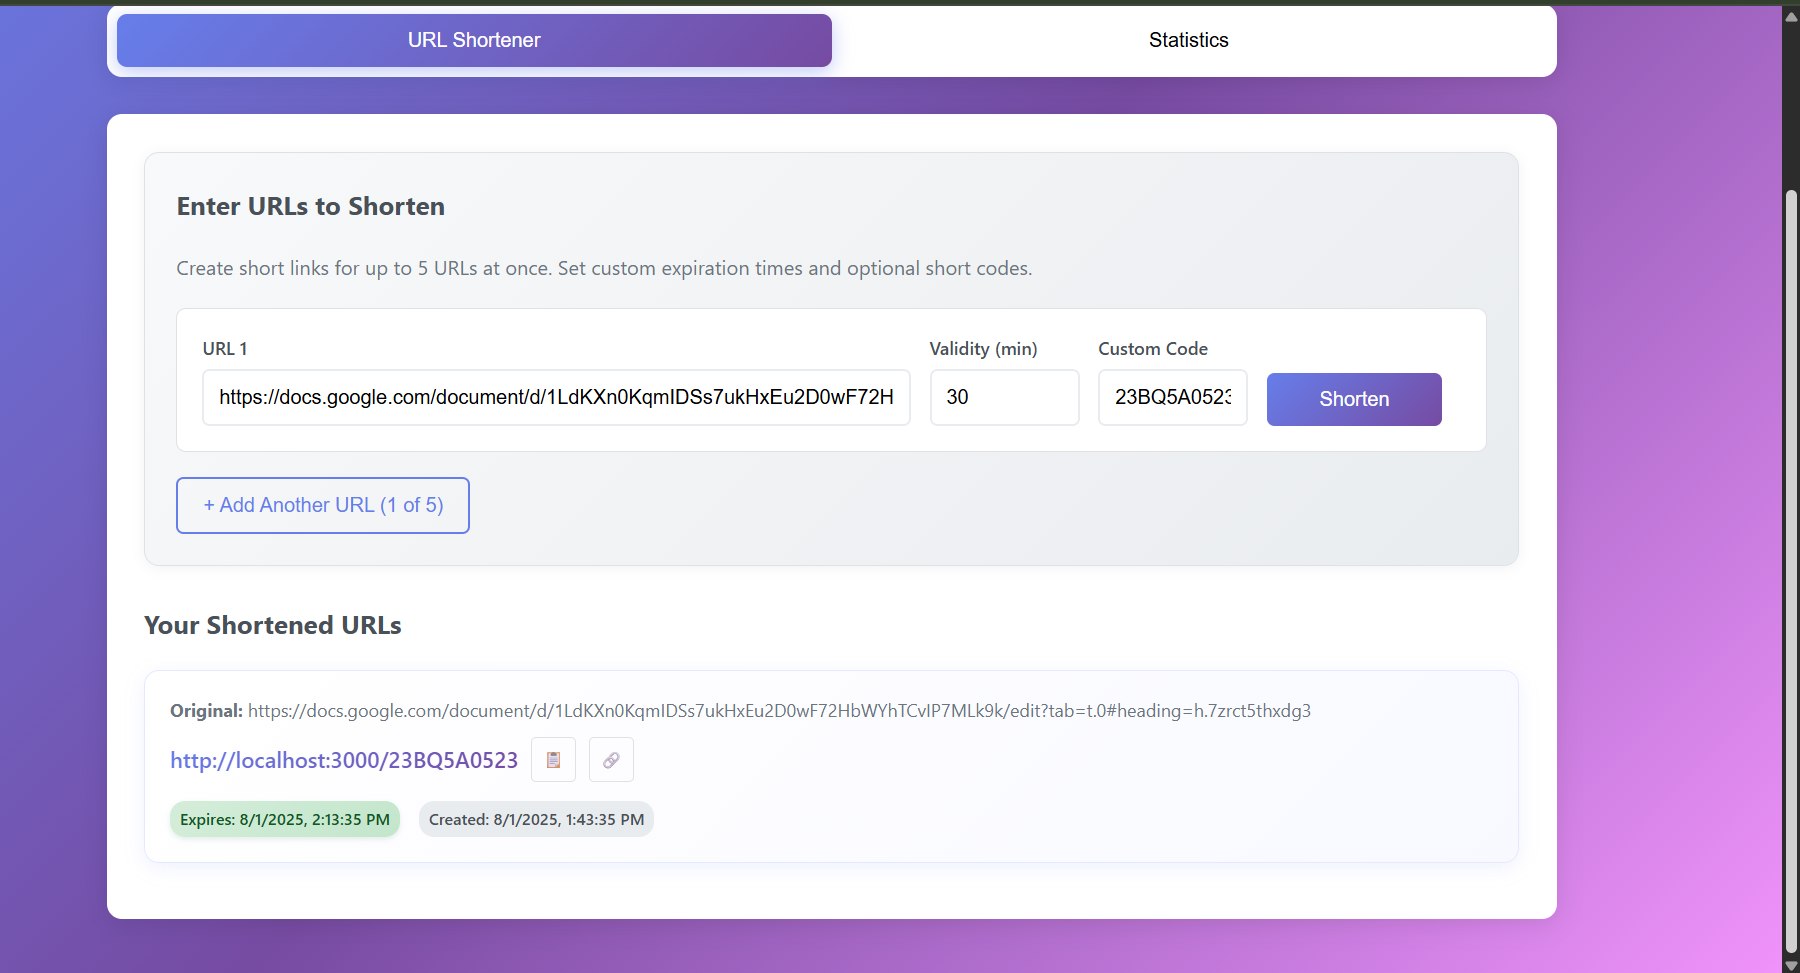 URL Shortener
Statistics
Enter URLs to Shorten
Create short links for up to 5 URLs at once. Set custom expiration times and optional short codes.
URL 1
Validity (min)
Custom Code
https://docs.google.com/document/d/1LdKXn0KqmIDSs7ukHxEu2D0wF72H
30
23BQ5A0523
Shorten
+ Add Another URL (1 of 5)
Your Shortened URLs
Original: https://docs.google.com/document/d/1LdKXn0KqmIDSs7ukHxEu2D0wF72HbWYhTCvIP7MLk9k/edit?tab=t.0#heading=h.7zrct5thxdg3
http://localhost:3000/23BQ5A0523
Expires: 8/1/2025, 2:13:35 PM
Created: 8/1/2025, 1:43:35 PM